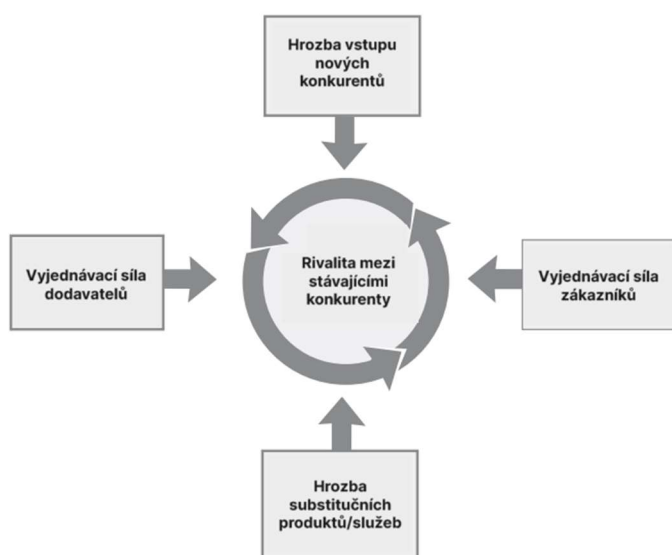 Hrozba vstupu
nových
konkurentů
Vyjednávací síla
dodavatelů
Rivalita mezi
stávajícími
konkurenty
Vyjednávací síla
zákazníků
Hrozba
substitučních
produktů/služeb